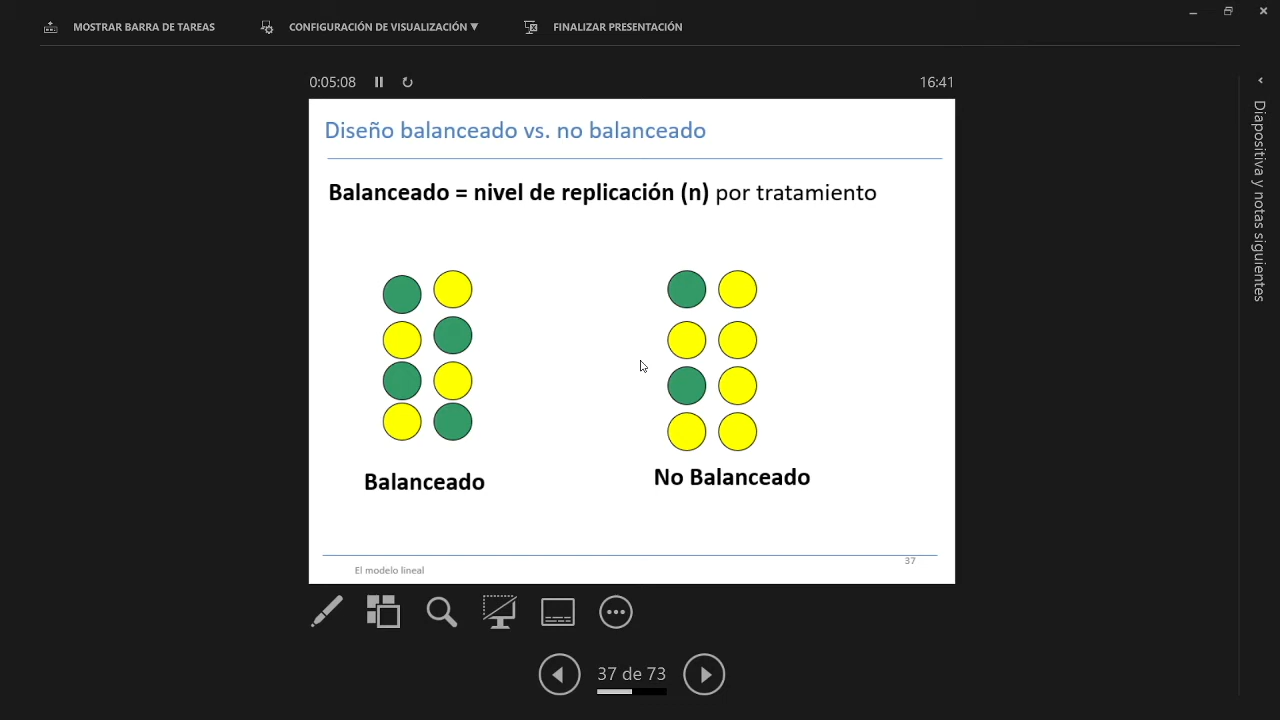 MOSTRAR BARRA DE TAREAS
CONFIGURACIÓN DE VISUALIZACIÓN ▼
FINALIZAR PRESENTACIÓN
0:05:08
16:41
Diseño balanceado vs. no balanceado
Balanceado = nivel de replicación (n) por tratamiento
Balanceado
No Balanceado
El modelo lineal
37
37 de 73
Diapositiva y notas siguientes